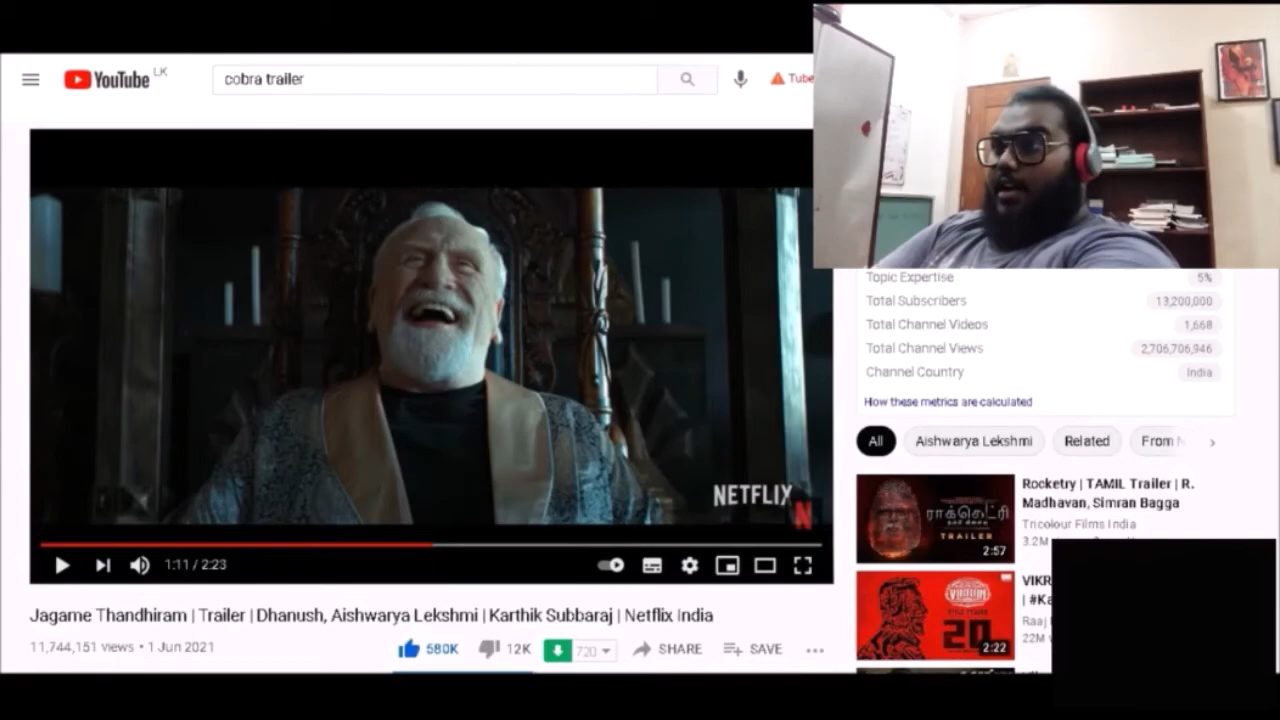 YouTube LK
cobra trailer
Tube
NETFLIX
1:11 / 2:23
Jagame Thandhiram | Trailer | Dhanush, Aishwarya Lekshmi | Karthik Subbaraj | Netflix India
11,744,151 views • 1 Jun 2021
580K
12K
720
SHARE
SAVE
Topic Expertise 5%
Total Subscribers 13,200,000
Total Channel Videos 1,668
Total Channel Views 2,706,706,946
Channel Country India
How these metrics are calculated
All
Aishwarya Lekshmi
Related
From N
ராக்கெட்ரி
TRAILER
2:57
Rocketry | TAMIL Trailer | R.
Madhavan, Simran Bagga
Tricolour Films India
3.2M
20
2:22
VIKR
| #Ka
Raaj
22M